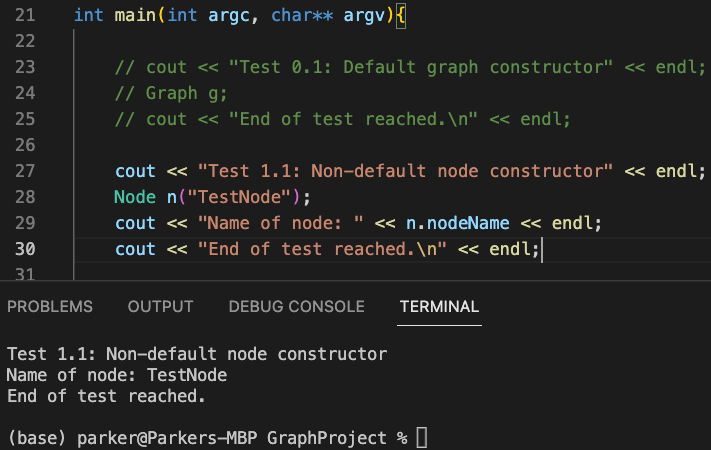 21 int main(int argc, char** argv){
22
23 // cout << "Test 0.1: Default graph constructor" << endl;
24 // Graph g;
25 // cout << "End of test reached.\n" << endl;
26
27 cout << "Test 1.1: Non-default node constructor" << endl;
28 Node n("TestNode");
29 cout << "Name of node: " << n.nodeName << endl;
30 cout << "End of test reached.\n" << endl;
31
PROBLEMS OUTPUT DEBUG CONSOLE TERMINAL
Test 1.1: Non-default node constructor
Name of node: TestNode
End of test reached.
(base) parker@Parkers-MBP GraphProject %